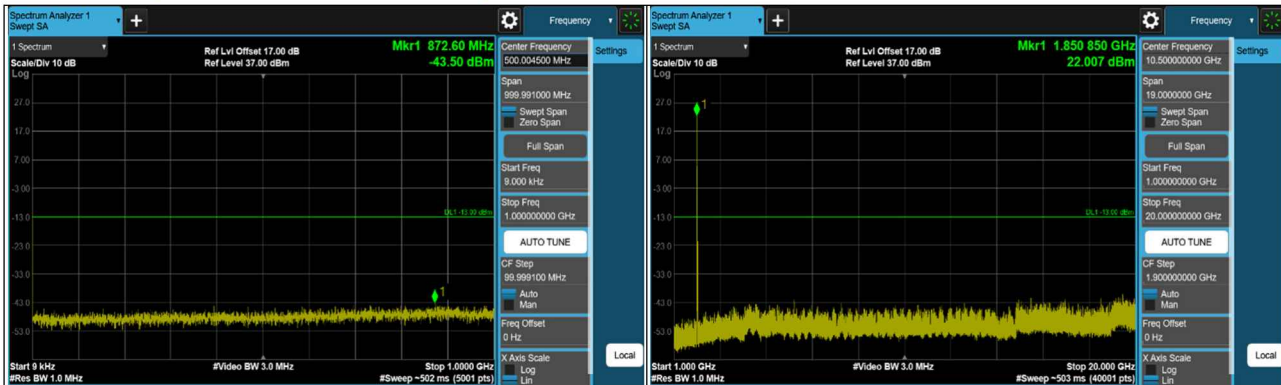 Spectrum Analyzer 1
Swept SA
+
Frequency
1 Spectrum
Scale/Div 10 dB
Log
Ref Lvl Offset 17.00 dB
Ref Level 37.00 dBm
Mkr1 872.60 MHz
-43.50 dBm
27.0
17.0
7.00
-3.00
-13.0
-23.0
-33.0
-43.0
-53.0
1
DL1 -13.00 dBm
Start 9 kHz
#Res BW 1.0 MHz
#Video BW 3.0 MHz
Stop 1.0000 GHz
#Sweep ~502 ms (5001 pts)
Center Frequency
500.004500 MHz
Span
999.991000 MHz
Swept Span
Zero Span
Full Span
Start Freq
9.000 kHz
Stop Freq
1.000000000 GHz
AUTO TUNE
CF Step
99.999100 MHz
Auto
Man
Freq Offset
0 Hz
X Axis Scale
Log
Lin
Settings
Local
Spectrum Analyzer 1
Swept SA
+
Frequency
1 Spectrum
Scale/Div 10 dB
Log
Ref Lvl Offset 17.00 dB
Ref Level 37.00 dBm
Mkr1 1.850 850 GHz
22.007 dBm
27.0
17.0
7.00
-3.00
-13.0
-23.0
-33.0
-43.0
-53.0
1
DL1 -13.00 dBm
Start 1.000 GHz
#Res BW 1.0 MHz
#Video BW 3.0 MHz
Stop 20.000 GHz
#Sweep ~503 ms (40001 pts)
Center Frequency
10.500000000 GHz
Span
19.0000000 GHz
Swept Span
Zero Span
Full Span
Start Freq
1.000000000 GHz
Stop Freq
20.000000000 GHz
AUTO TUNE
CF Step
1.900000000 GHz
Auto
Man
Freq Offset
0 Hz
X Axis Scale
Log
Lin
Settings
Local